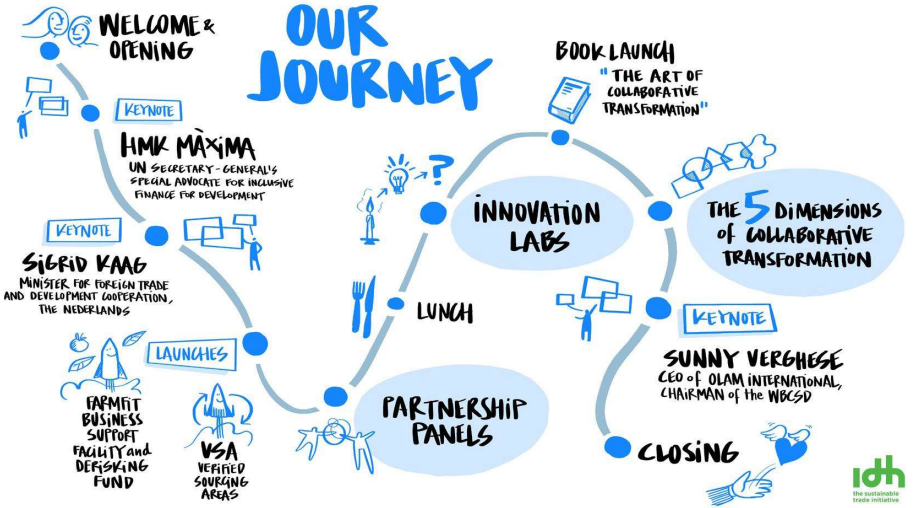 OUR
JOURNEY
WELCOME &
OPENING
KEYNOTE
HMK MÀXIMA
UN SECRETARY-GENERAL'S
SPECIAL ADVOCATE FOR INCLUSIVE
FINANCE FOR DEVELOPMENT
KEYNOTE
SIGRID KAAG
MINISTER FOR FOREIGN TRADE
AND DEVELOPMENT COOPERATION,
THE NEDERLANDS
LAUNCHES
FARMFIT
BUSINESS
SUPPORT
FACILITY and
DERISKING
FUND
VSA
VERIFIED
SOURCING
AREAS
PARTNERSHIP
PANELS
LUNCH
?
INNOVATION
LABS
BOOK LAUNCH
"THE ART OF
COLLABORATIVE
TRANSFORMATION"
THE 5 DIMENSIONS
of COLLABORATIVE
TRANSFORMATION
KEYNOTE
SUNNY VERGHESE
CEO of OLAM INTERNATIONAL,
CHAIRMAN of the WBCSD
CLOSING
idh
the sustainable
trade initiative